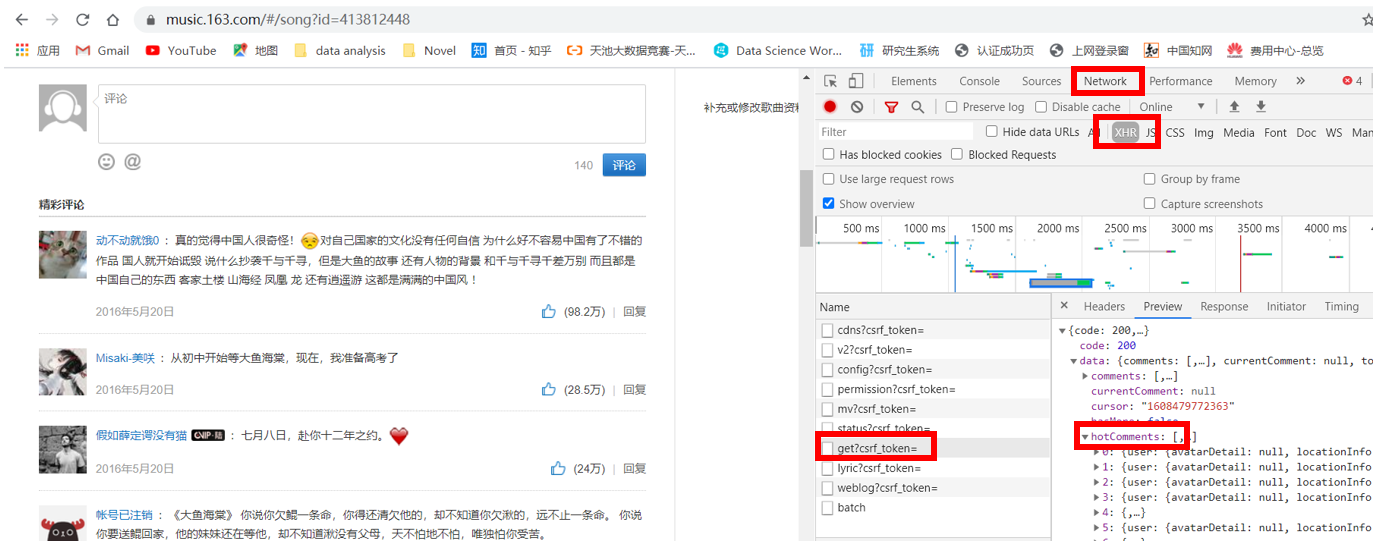 music.163.com/#/song?id=413812448
应用 Gmail YouTube 地图 data analysis Novel 知 首页 - 知乎 天池大数据竞赛-天... Data Science Wor... 研 研究生系统 认证成功页 上网登录窗 知 中国知网 费用中心-总览
评论
140 评论
精彩评论
动不动就饿0 ： 真的觉得中国人很奇怪！ 对自己国家的文化没有任何自信 为什么好不容易中国有了不错的
作品 国人就开始诋毁 说什么抄袭千与千寻，但是大鱼的故事 还有人物的背景 和千与千寻千差万别 而且都是
中国自己的东西 客家土楼 山海经 凤凰 龙 还有逍遥游 这都是满满的中国风！
2016年5月20日 (98.2万) | 回复
Misaki-美咲 ： 从初中开始等大鱼海棠，现在，我准备高考了
2016年5月20日 (28.5万) | 回复
假如薛定谔没有猫 CVIP·陆 ： 七月八日，赴你十二年之约。
2016年5月20日 (24万) | 回复
帐号已注销 ： 《大鱼海棠》 你说你欠鲲一条命，你得还清欠他的，却不知道你欠湫的，远不止一条命。 你说
你要送鲲回家，他的妹妹还在等他，却不知道湫没有父母，天不怕地不怕，唯独怕你受苦。
补充或修改歌曲资料
Elements Console Sources Network Performance Memory » 4
Preserve log Disable cache Online
Filter Hide data URLs XHR JS CSS Img Media Font Doc WS Man
Has blocked cookies Blocked Requests
Use large request rows Group by frame
Show overview Capture screenshots
500 ms 1000 ms 1500 ms 2000 ms 2500 ms 3000 ms 3500 ms 4000 ms
Name
cdns?csrf_token=
v2?csrf_token=
config?csrf_token=
permission?csrf_token=
mv?csrf_token=
status?csrf_token=
get?csrf_token=
lyric?csrf_token=
weblog?csrf_token=
batch
× Headers Preview Response Initiator Timing
{code: 200,…}
code: 200
data: {comments: [,…], currentComment: null, to
comments: [,…]
currentComment: null
cursor: "1608479772363"
hasMore: false
hotComments: [,…]
0: {user: {avatarDetail: null, locationInfo
1: {user: {avatarDetail: null, locationInfo
2: {user: {avatarDetail: null, locationInfo
3: {user: {avatarDetail: null, locationInfo
4: {,…}
5: {user: {avatarDetail: null, locationInfo